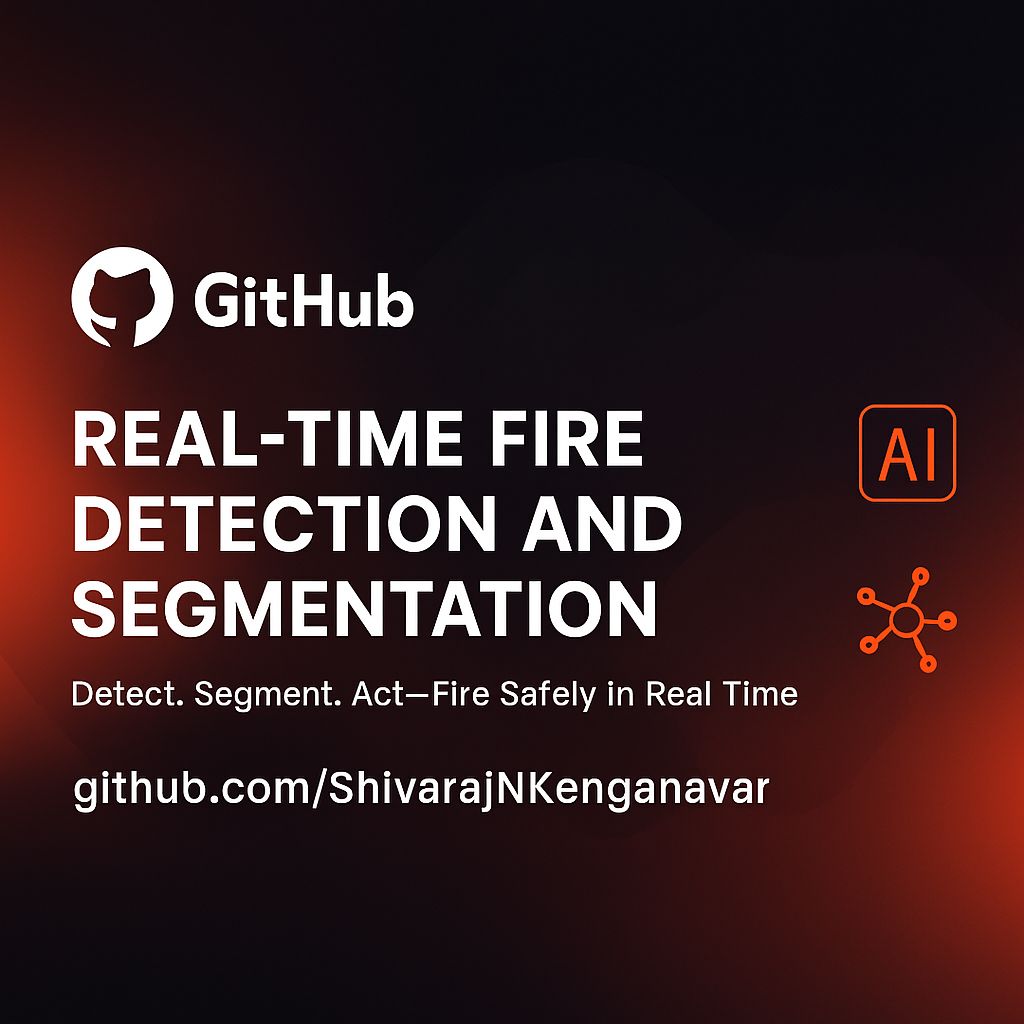 GitHub
REAL-TIME FIRE
DETECTION AND
SEGMENTATION
Detect. Segment. Act—Fire Safely in Real Time
github.com/ShivarajNKenganavar
AI